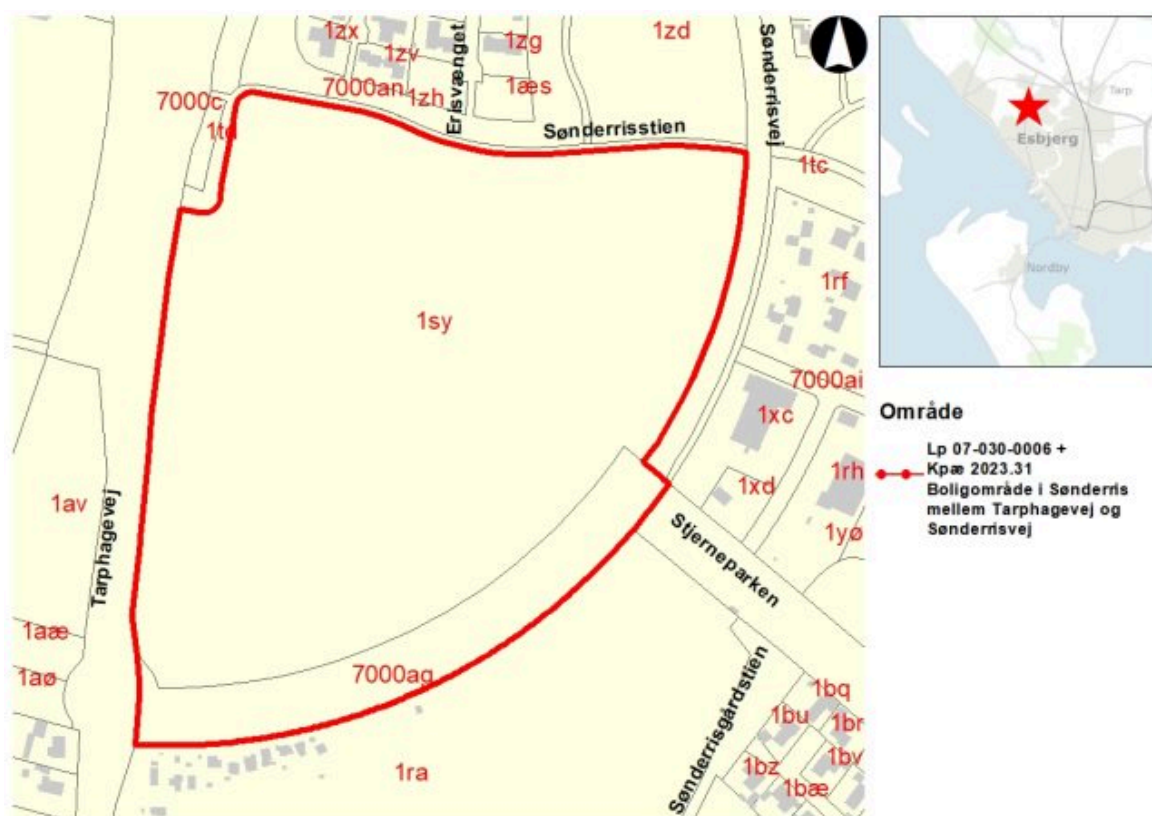 1zx
1zv
1zg
1zd
7000an
1zh
1æs
7000c
1td
Erisvænget
Sønderrisstien
Sønderrisvej
1tc
1rf
1sy
7000ai
1xc
1xd
1rh
1yø
1av
Tarphagevej
Stjerneparken
1aæ
1aø
7000ag
Sønderrisgårdstien
1bq
1bu
1br
1bv
1bz
1bæ
1ra
Tarp
Esbjerg
Nordby
Område
Lp 07-030-0006 +
Kpæ 2023.31
Boligområde i Sønderris
mellem Tarphagevej og
Sønderrisvej